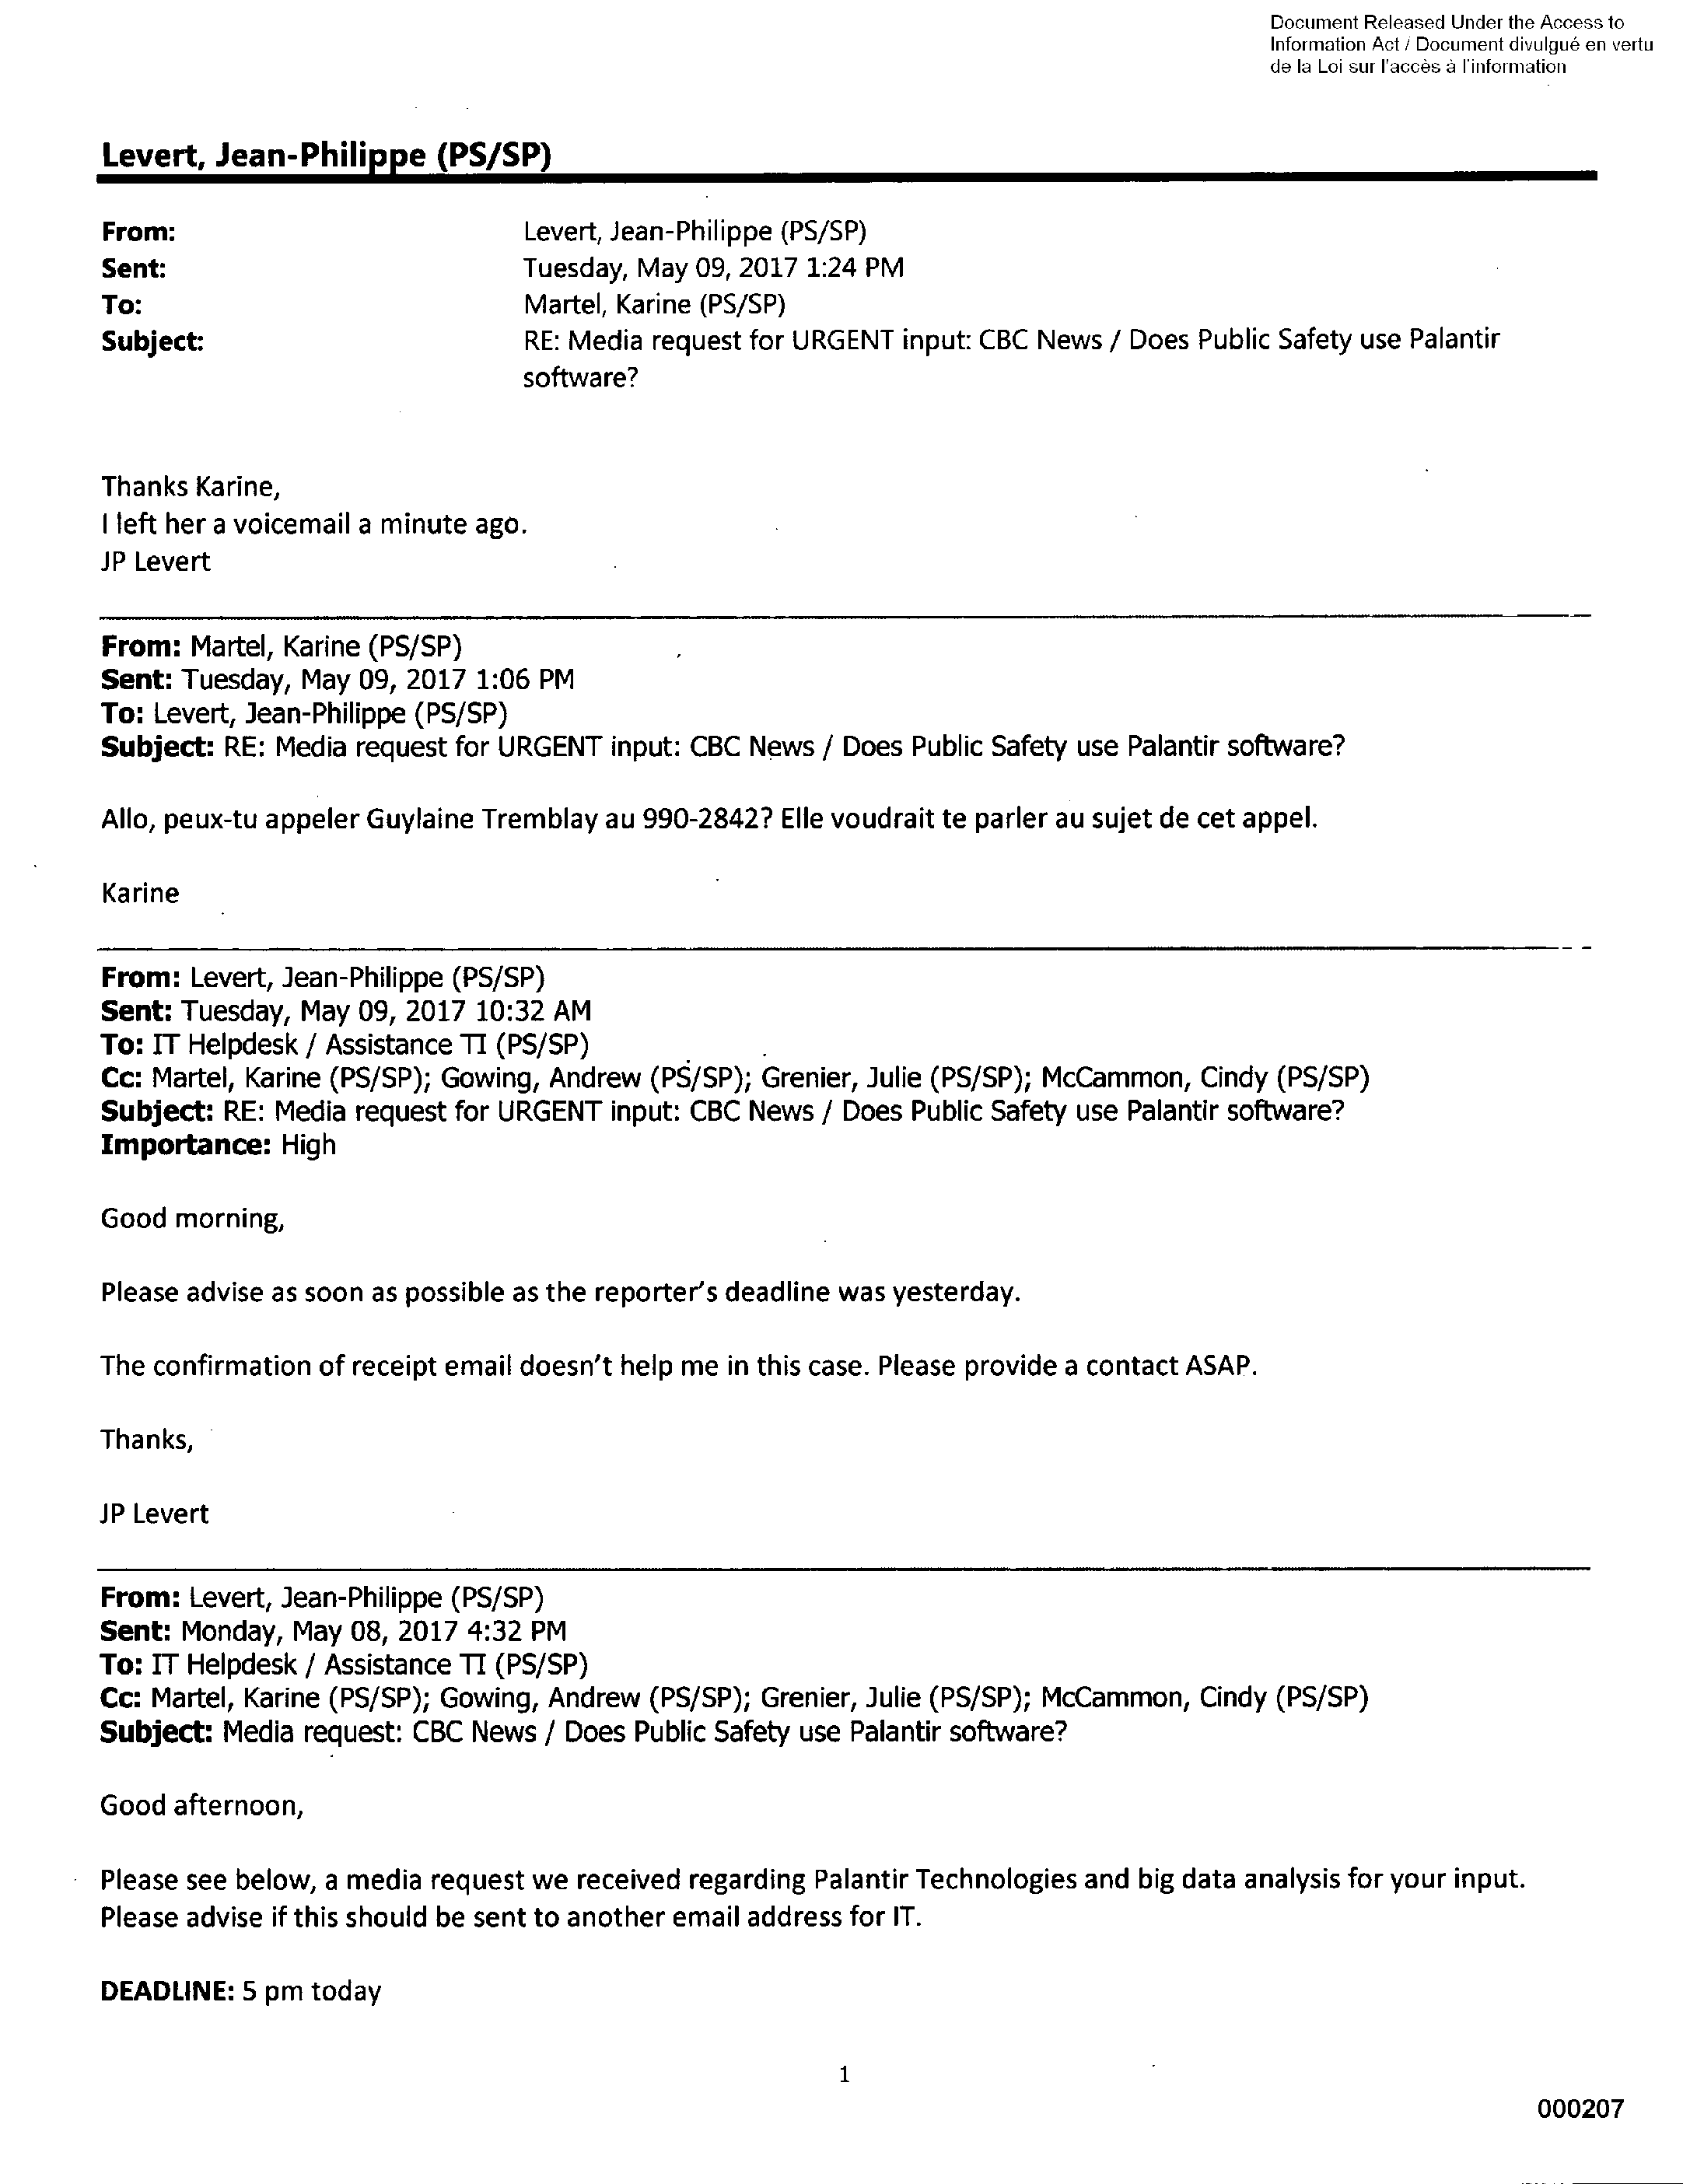 Document Released Under the Access to
Information Act / Document divulgué en vertu
de la Loi sur l'accès à l'information
Levert, Jean-Philippe (PS/SP)
From: Levert, Jean-Philippe (PS/SP)
Sent: Tuesday, May 09, 2017 1:24 PM
To: Martel, Karine (PS/SP)
Subject: RE: Media request for URGENT input: CBC News / Does Public Safety use Palantir
software?
Thanks Karine,
I left her a voicemail a minute ago.
JP Levert
From: Martel, Karine (PS/SP)
Sent: Tuesday, May 09, 2017 1:06 PM
To: Levert, Jean-Philippe (PS/SP)
Subject: RE: Media request for URGENT input: CBC News / Does Public Safety use Palantir software?
Allo, peux-tu appeler Guylaine Tremblay au 990-2842? Elle voudrait te parler au sujet de cet appel.
Karine
From: Levert, Jean-Philippe (PS/SP)
Sent: Tuesday, May 09, 2017 10:32 AM
To: IT Helpdesk / Assistance TI (PS/SP)
Cc: Martel, Karine (PS/SP); Gowing, Andrew (PS/SP); Grenier, Julie (PS/SP); McCammon, Cindy (PS/SP)
Subject: RE: Media request for URGENT input: CBC News / Does Public Safety use Palantir software?
Importance: High
Good morning,
Please advise as soon as possible as the reporter's deadline was yesterday.
The confirmation of receipt email doesn't help me in this case. Please provide a contact ASAP.
Thanks,
JP Levert
From: Levert, Jean-Philippe (PS/SP)
Sent: Monday, May 08, 2017 4:32 PM
To: IT Helpdesk / Assistance TI (PS/SP)
Cc: Martel, Karine (PS/SP); Gowing, Andrew (PS/SP); Grenier, Julie (PS/SP); McCammon, Cindy (PS/SP)
Subject: Media request: CBC News / Does Public Safety use Palantir software?
Good afternoon,
Please see below, a media request we received regarding Palantir Technologies and big data analysis for your input.
Please advise if this should be sent to another email address for IT.
DEADLINE: 5 pm today
1
000207